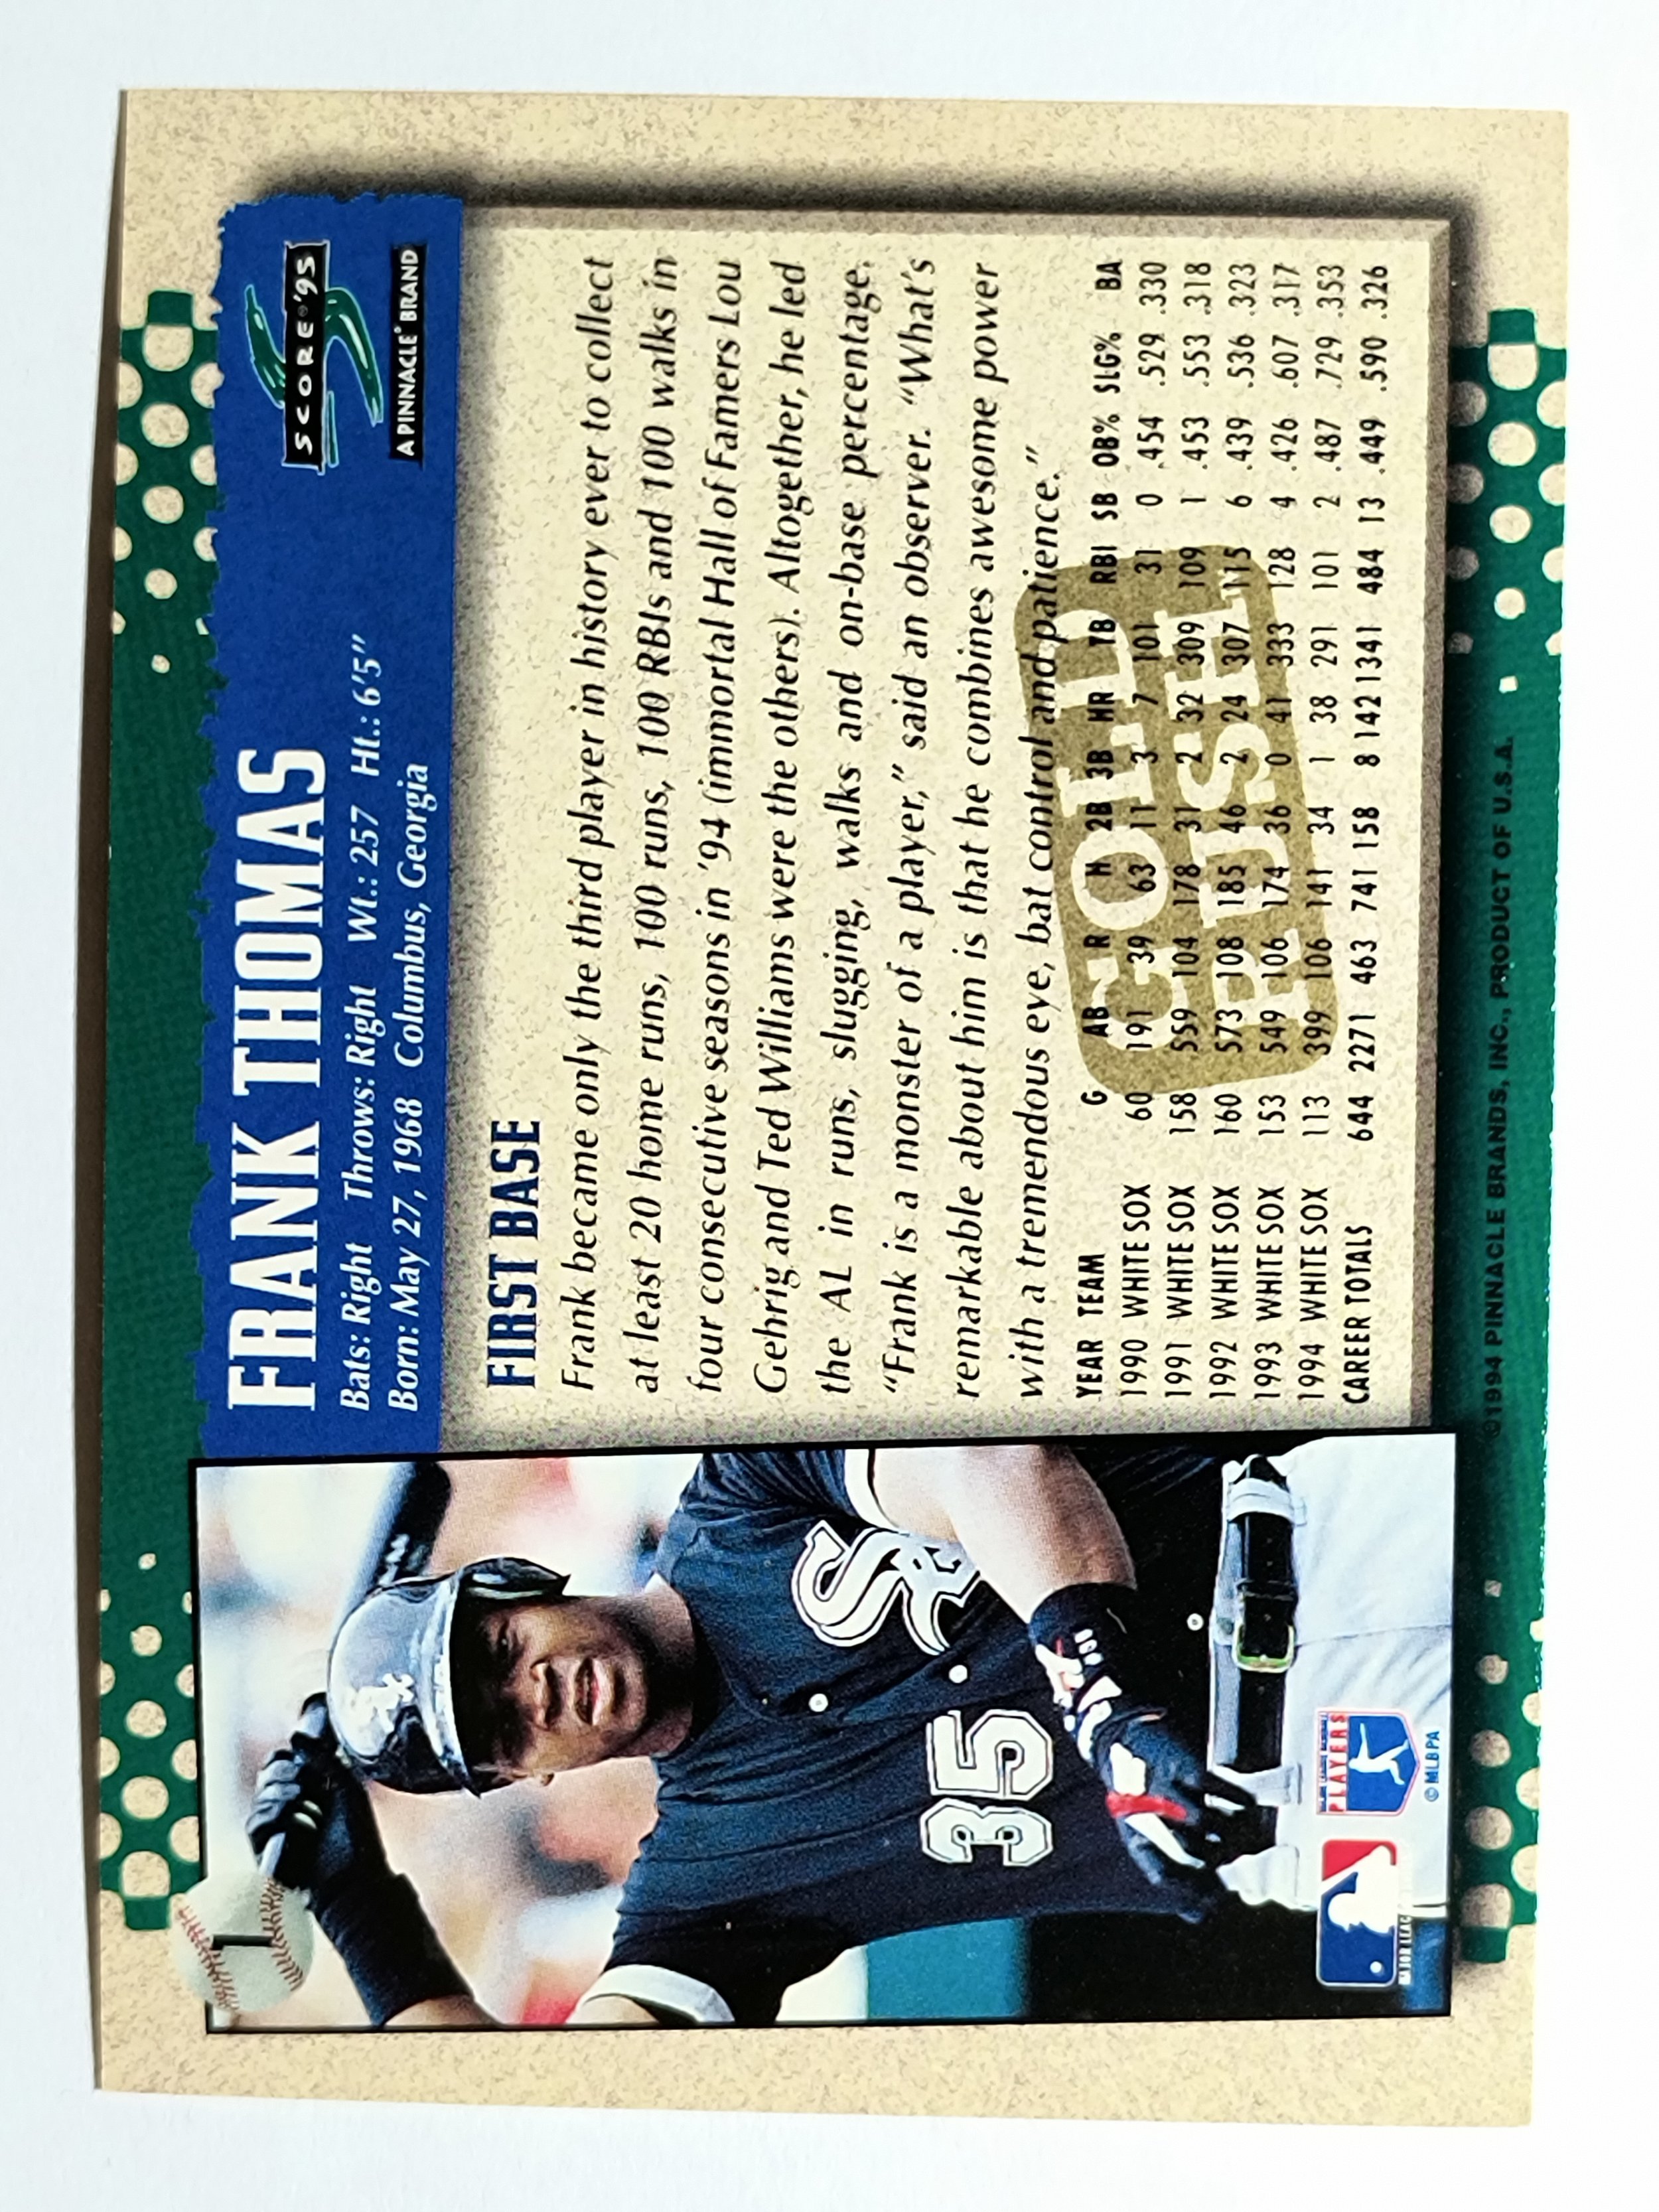 1
FRANK THOMAS
Bats: Right Throws: Right Wt.: 257 Ht.: 6'5"
Born: May 27, 1968 Columbus, Georgia
SCORE®'95
A PINNACLE® BRAND
FIRST BASE
Frank became only the third player in history ever to collect
at least 20 home runs, 100 runs, 100 RBIs and 100 walks in
four consecutive seasons in '94 (immortal Hall of Famers Lou
Gehrig and Ted Williams were the others). Altogether, he led
the AL in runs, slugging, walks and on-base percentage.
"Frank is a monster of a player," said an observer. "What's
remarkable about him is that he combines awesome power
with a tremendous eye, bat control and patience."
YEAR TEAM G AB R H 2B 3B HR TB RBI SB OB% SLG% BA
1990 WHITE SOX 60 191 39 63 11 3 7 101 31 0 .454 .529 .330
1991 WHITE SOX 158 559 104 178 31 2 32 309 109 1 .453 .553 .318
1992 WHITE SOX 160 573 108 185 46 2 24 307 115 6 .439 .536 .323
1993 WHITE SOX 153 549 106 174 36 0 41 333 128 4 .426 .607 .317
1994 WHITE SOX 113 399 106 141 34 1 38 291 101 2 .487 .729 .353
CAREER TOTALS 644 2271 463 741 158 8 142 1341 484 13 .449 .590 .326
GOLD
RUSH
Sox
35
PLAYERS
© MLBPA
©1994 PINNACLE BRANDS, INC., PRODUCT OF U.S.A.